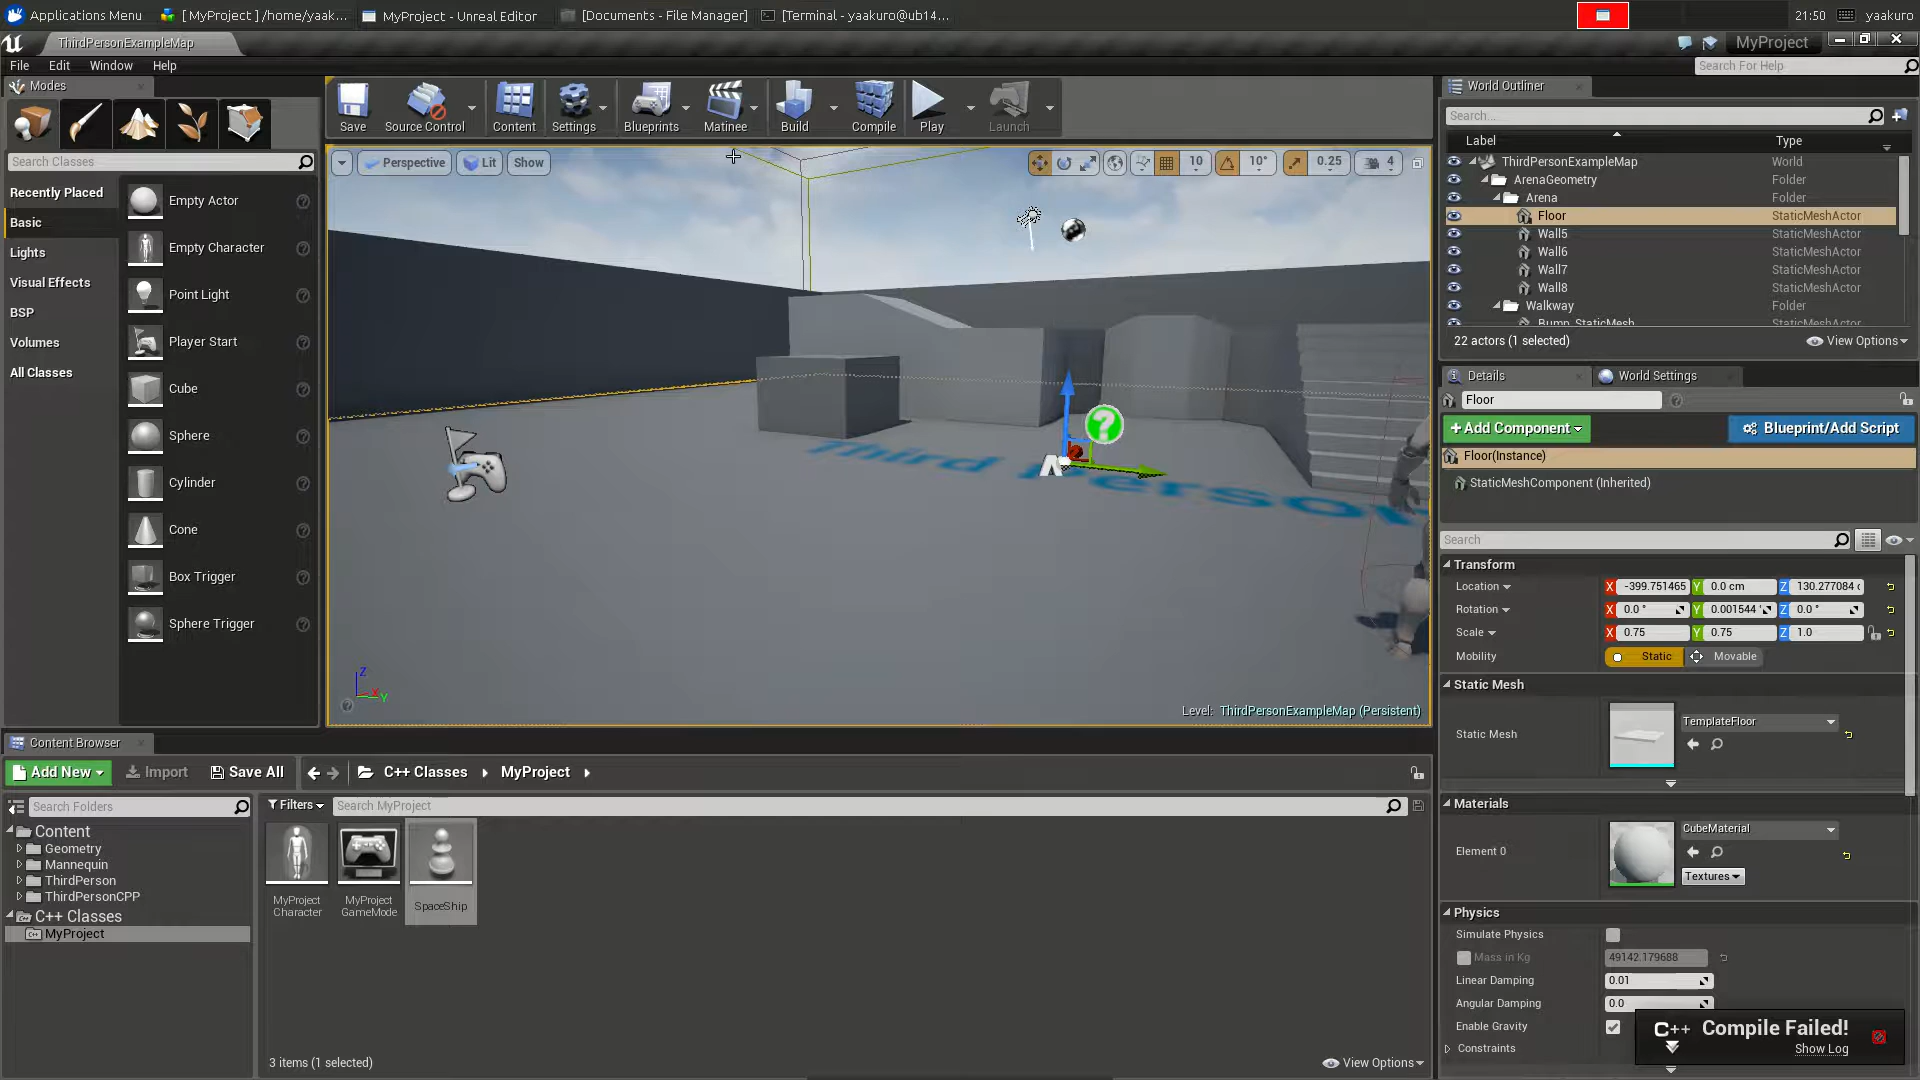 Applications Menu
[ MyProject ] /home/yaak...
MyProject - Unreal Editor
[Documents - File Manager]
[Terminal - yaakuro@ub14...
21:50
yaakuro
ThirdPersonExampleMap
MyProject
File Edit Window Help
Search For Help
Modes
Save
Source Control
Content
Settings
Blueprints
Matinee
Build
Compile
Play
Launch
Search Classes
Recently Placed
Basic
Lights
Visual Effects
BSP
Volumes
All Classes
Empty Actor
Empty Character
Point Light
Player Start
Cube
Sphere
Cylinder
Cone
Box Trigger
Sphere Trigger
Perspective
Lit
Show
10
10°
0.25
4
Third Person
Z
X
Y
Level: ThirdPersonExampleMap (Persistent)
World Outliner
Search...
Label Type
ThirdPersonExampleMap World
ArenaGeometry Folder
Arena Folder
Floor StaticMeshActor
Wall5 StaticMeshActor
Wall6 StaticMeshActor
Wall7 StaticMeshActor
Wall8 StaticMeshActor
Walkway Folder
Bump_StaticMesh StaticMeshActor
22 actors (1 selected)
View Options
Details
World Settings
Floor
+Add Component
Blueprint/Add Script
Floor(Instance)
StaticMeshComponent (Inherited)
Search
Transform
Location X -399.751465 Y 0.0 cm Z 130.277084 c
Rotation X 0.0 ° Y 0.001544 ° Z 0.0 °
Scale X 0.75 Y 0.75 Z 1.0
Mobility Static Movable
Static Mesh
Static Mesh
TemplateFloor
Materials
Element 0
CubeMaterial
Textures
Physics
Simulate Physics
Mass in Kg 49142.179688
Linear Damping 0.01
Angular Damping 0.0
Enable Gravity
Constraints
C++ Compile Failed!
Show Log
Content Browser
Add New
Import
Save All
C++ Classes
MyProject
Search Folders
Filters
Search MyProject
Content
Geometry
Mannequin
ThirdPerson
ThirdPersonCPP
C++ Classes
MyProject
MyProject
Character
MyProject
GameMode
SpaceShip
3 items (1 selected)
View Options